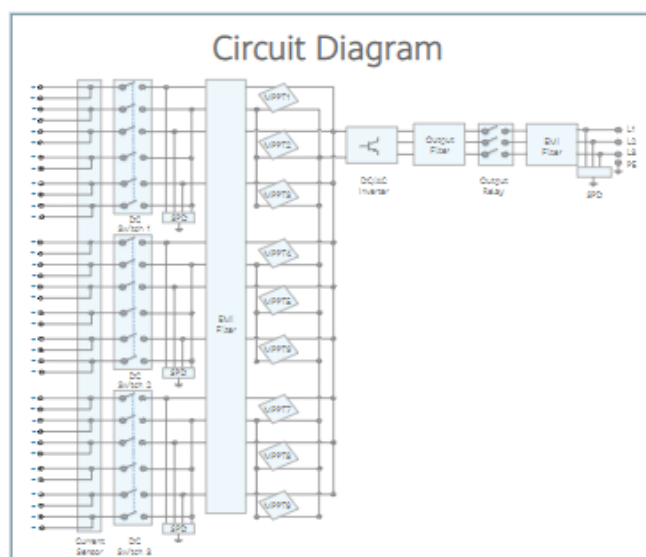 Circuit Diagram
MPPT1
MPPT2
MPPT3
SPD
DC
Switch 1
MPPT4
MPPT5
MPPT6
SPD
DC
Switch 2
EMI
Filter
MPPT7
MPPT8
MPPT9
SPD
Current
Sensor
DC
Switch 3
DC/AC
Inverter
Output
Filter
Output
Relay
EMI
Filter
L1
L2
L3
PE
SPD